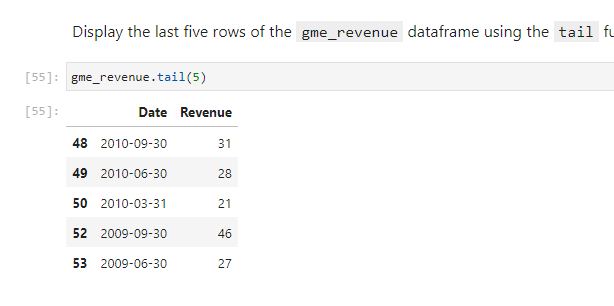 Display the last five rows of the gme_revenue dataframe using the tail fu
[55]: gme_revenue.tail(5)
[55]:
Date Revenue
48 2010-09-30 31
49 2010-06-30 28
50 2010-03-31 21
52 2009-09-30 46
53 2009-06-30 27